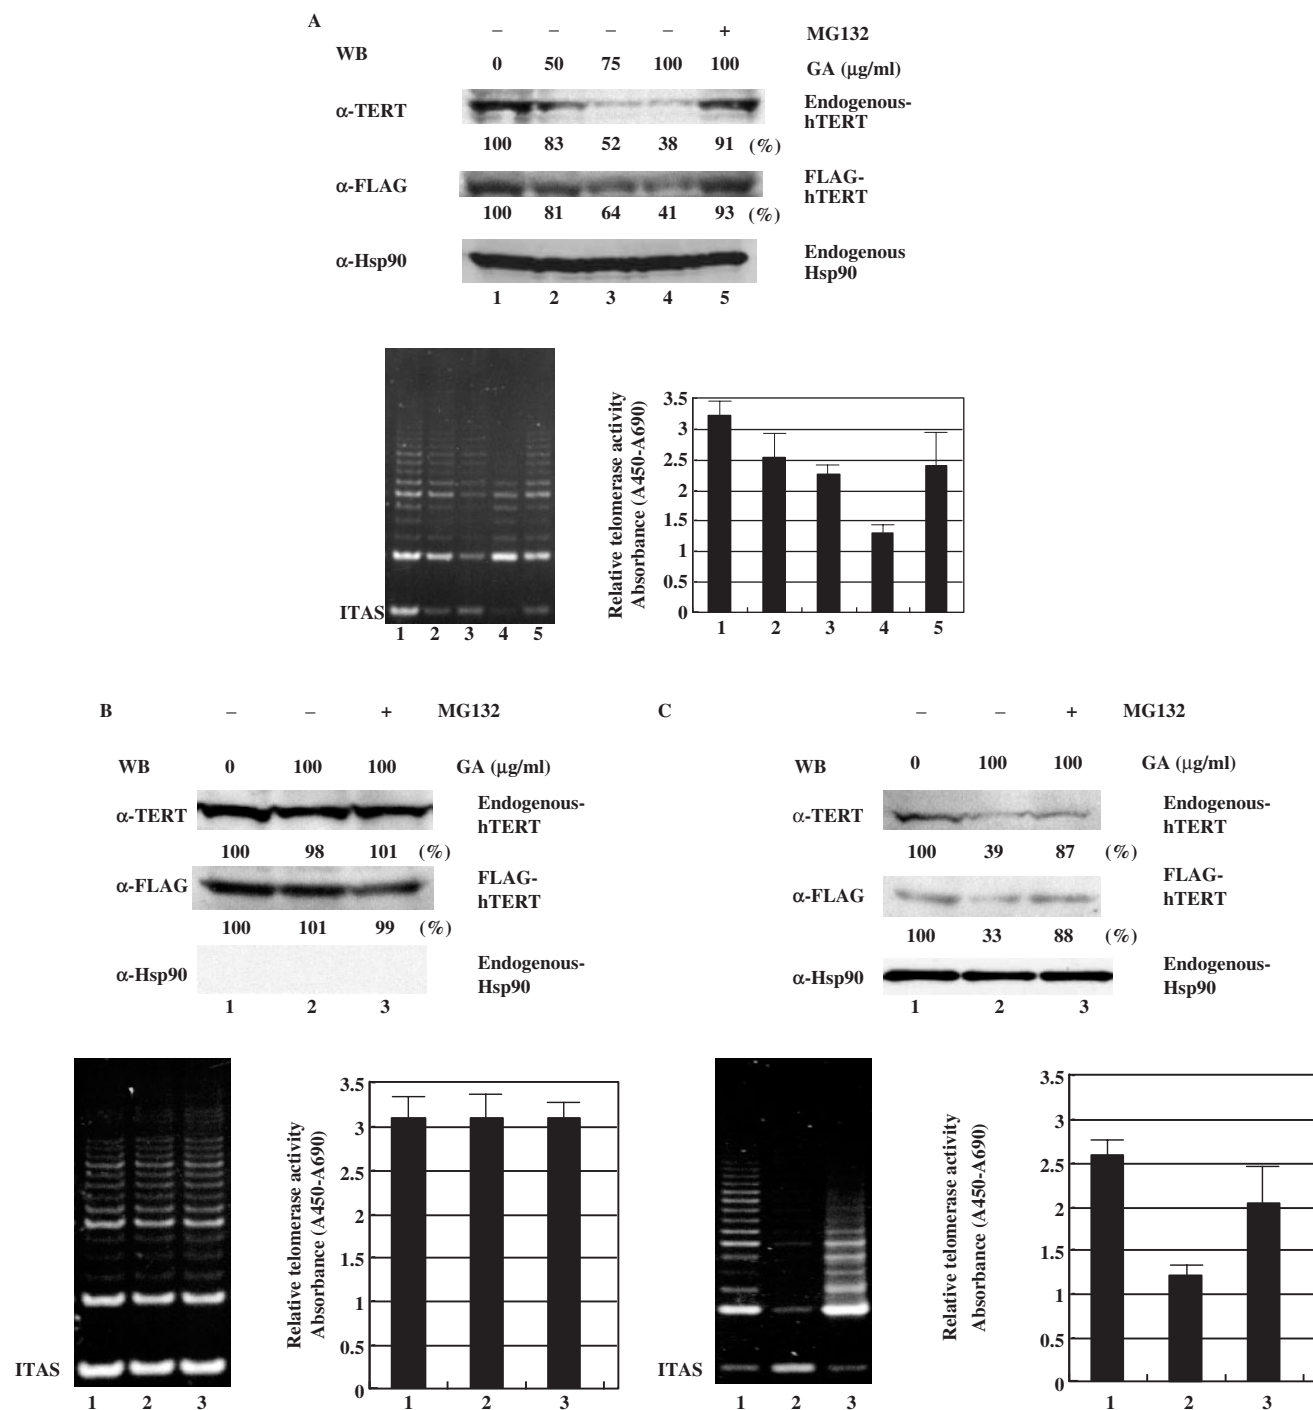 A
– – – – + MG132
WB
0 50 75 100 100 GA (μg/ml)
α-TERT
Endogenous-
hTERT
100 83 52 38 91 (%)
α-FLAG
FLAG-
hTERT
100 81 64 41 93 (%)
α-Hsp90
Endogenous
Hsp90
1 2 3 4 5
ITAS
1 2 3 4 5
Relative telomerase activity
Absorbance (A450-A690)
3.5
3
2.5
2
1.5
1
0.5
0
1 2 3 4 5
B
– – + MG132
WB 0 100 100 GA (μg/ml)
α-TERT
Endogenous-
hTERT
100 98 101 (%)
α-FLAG
FLAG-
hTERT
100 101 99 (%)
α-Hsp90
Endogenous-
Hsp90
1 2 3
ITAS
1 2 3
Relative telomerase activity
Absorbance (A450-A690)
3.5
3
2.5
2
1.5
1
0.5
0
1 2 3
C
– – + MG132
WB 0 100 100 GA (μg/ml)
α-TERT
Endogenous-
hTERT
100 39 87 (%)
α-FLAG
FLAG-
hTERT
100 33 88 (%)
α-Hsp90
Endogenous-
Hsp90
1 2 3
ITAS
1 2 3
Relative telomerase activity
Absorbance (A450-A690)
3.5
3
2.5
2
1.5
1
0.5
0
1 2 3